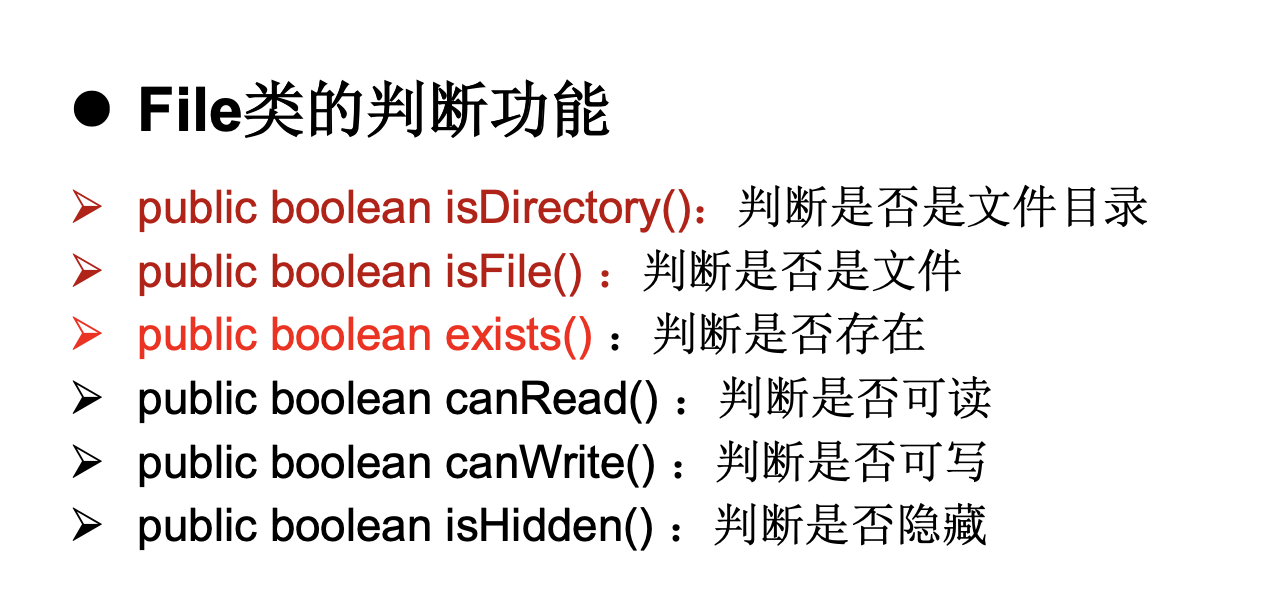 ● File类的判断功能
➢ public boolean isDirectory()：判断是否是文件目录
➢ public boolean isFile() ：判断是否是文件
➢ public boolean exists() ：判断是否存在
➢ public boolean canRead() ：判断是否可读
➢ public boolean canWrite() ：判断是否可写
➢ public boolean isHidden() ：判断是否隐藏